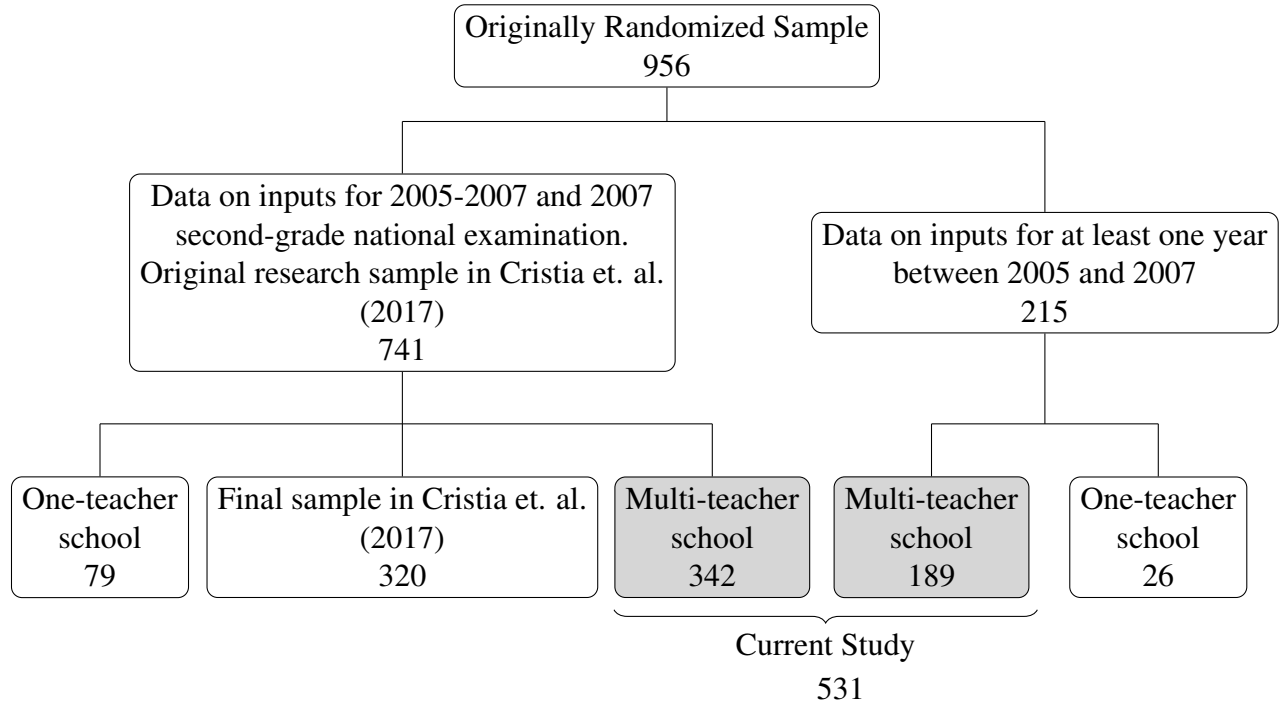 Originally Randomized Sample
956
Data on inputs for 2005-2007 and 2007
second-grade national examination.
Original research sample in Cristia et. al.
(2017)
741
Data on inputs for at least one year
between 2005 and 2007
215
One-teacher
school
79
Final sample in Cristia et. al.
(2017)
320
Multi-teacher
school
342
Multi-teacher
school
189
One-teacher
school
26
Current Study
531